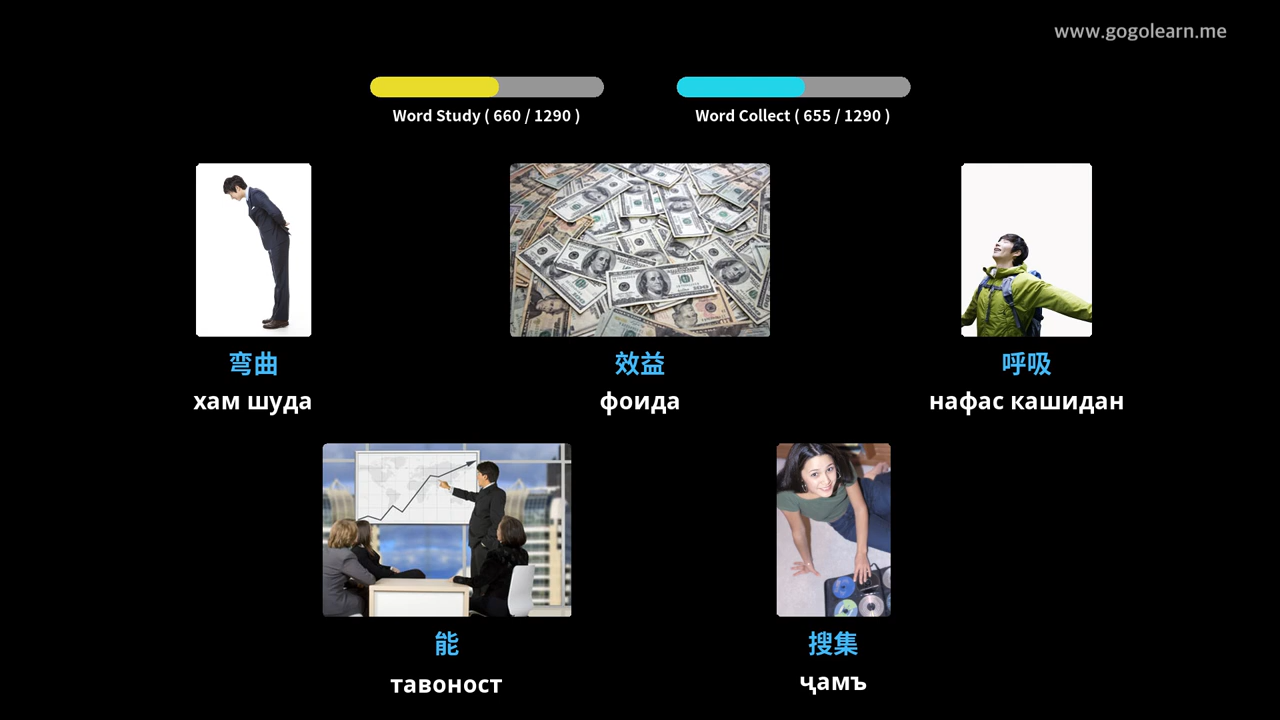 www.gogolearn.me
Word Study ( 660 / 1290 )
Word Collect ( 655 / 1290 )
弯曲
хам шуда
效益
фоида
呼吸
нафас кашидан
能
тавоност
搜集
ҷамъ